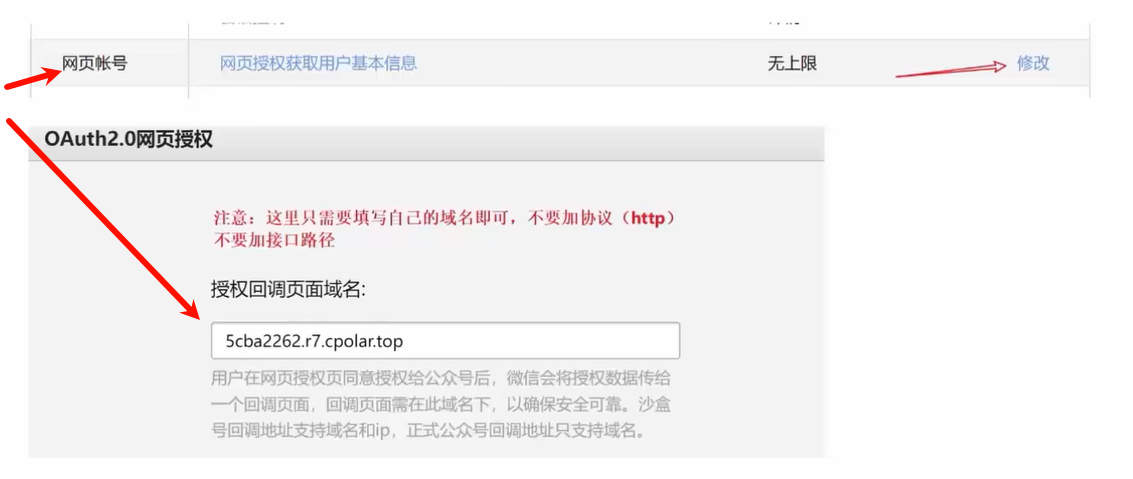 网页帐号 网页授权获取用户基本信息 无上限 修改
OAuth2.0网页授权
注意：这里只需要填写自己的域名即可，不要加协议（http）
不要加接口路径
授权回调页面域名:
5cba2262.r7.cpolar.top
用户在网页授权页同意授权给公众号后，微信会将授权数据传给
一个回调页面，回调页面需在此域名下，以确保安全可靠。沙盒
号回调地址支持域名和ip，正式公众号回调地址只支持域名。